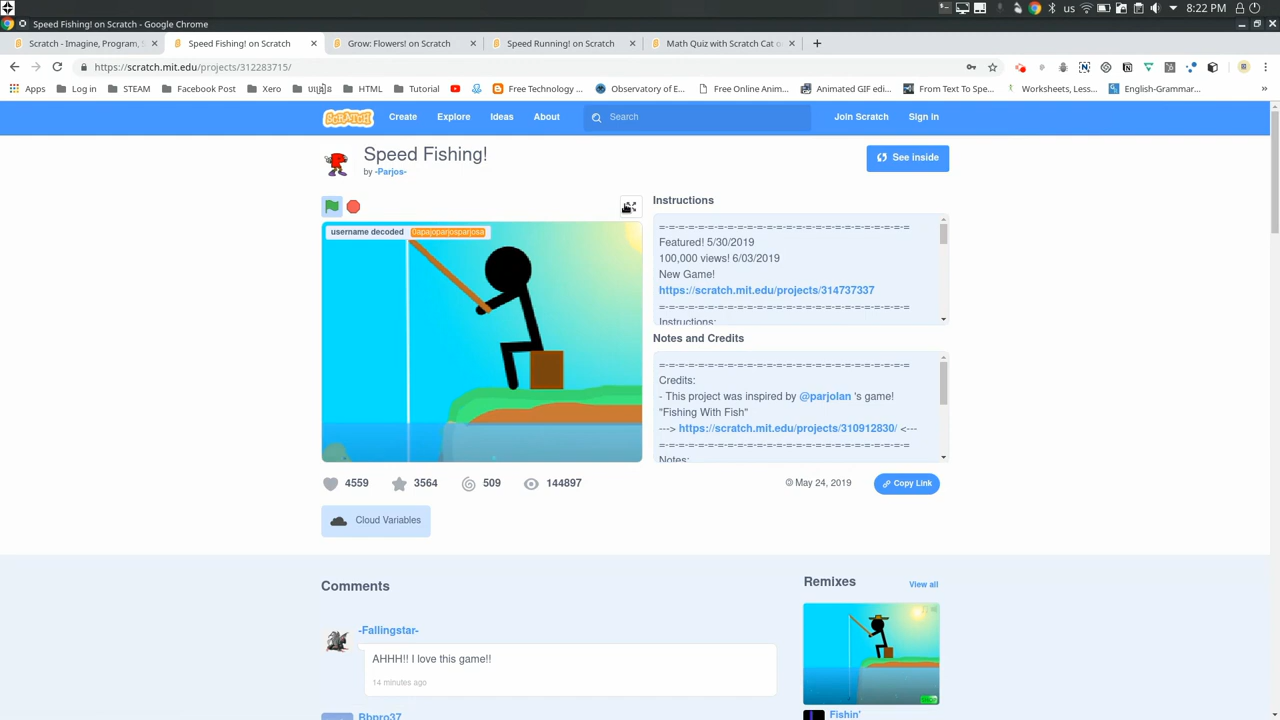 us
8:22 PM
Speed Fishing! on Scratch - Google Chrome
Scratch - Imagine, Program, S
Speed Fishing! on Scratch
Grow: Flowers! on Scratch
Speed Running! on Scratch
Math Quiz with Scratch Cat o
https://scratch.mit.edu/projects/312283715/
Apps
Log in
STEAM
Facebook Post
Xero
HTML
Tutorial
Free Technology ...
Observatory of E...
Free Online Anim...
Animated GIF edi...
From Text To Spe...
Worksheets, Less...
English-Grammar...
»
SCRATCH
Create
Explore
Ideas
About
Search
Join Scratch
Sign in
Speed Fishing!
by -Parjos-
See inside
Instructions
=-=-=-=-=-=-=-=-=-=-=-=-=-=-=-=-=-=-=-=-=
Featured! 5/30/2019
100,000 views! 6/03/2019
New Game!
https://scratch.mit.edu/projects/314737337
=-=-=-=-=-=-=-=-=-=-=-=-=-=-=-=-=-=-=-=-=
Instructions:
username decoded 0apajoparjosparjosa
Notes and Credits
=-=-=-=-=-=-=-=-=-=-=-=-=-=-=-=-=-=-=-=-=
Credits:
- This project was inspired by @parjolan 's game!
"Fishing With Fish"
---> https://scratch.mit.edu/projects/310912830/ <---
=-=-=-=-=-=-=-=-=-=-=-=-=-=-=-=-=-=-=-=-=
Notes:
4559
3564
509
144897
© May 24, 2019
Copy Link
Cloud Variables
Comments
Remixes
View all
-Fallingstar-
AHHH!! I love this game!!
14 minutes ago
Bbpro37
Fishin'